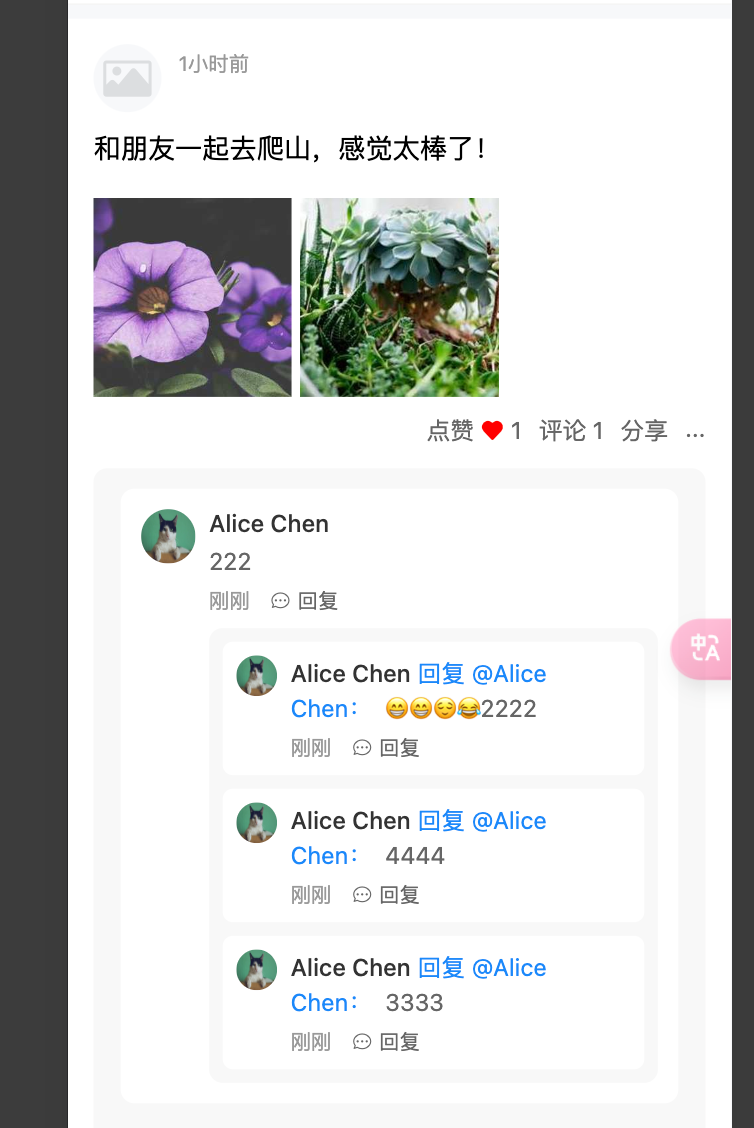 1小时前
和朋友一起去爬山，感觉太棒了！
点赞 ❤ 1 评论 1 分享 ...
Alice Chen
222
刚刚 回复
Alice Chen 回复 @Alice
Chen： 😁😁😌😂2222
刚刚 回复
中A
Alice Chen 回复 @Alice
Chen： 4444
刚刚 回复
Alice Chen 回复 @Alice
Chen： 3333
刚刚 回复